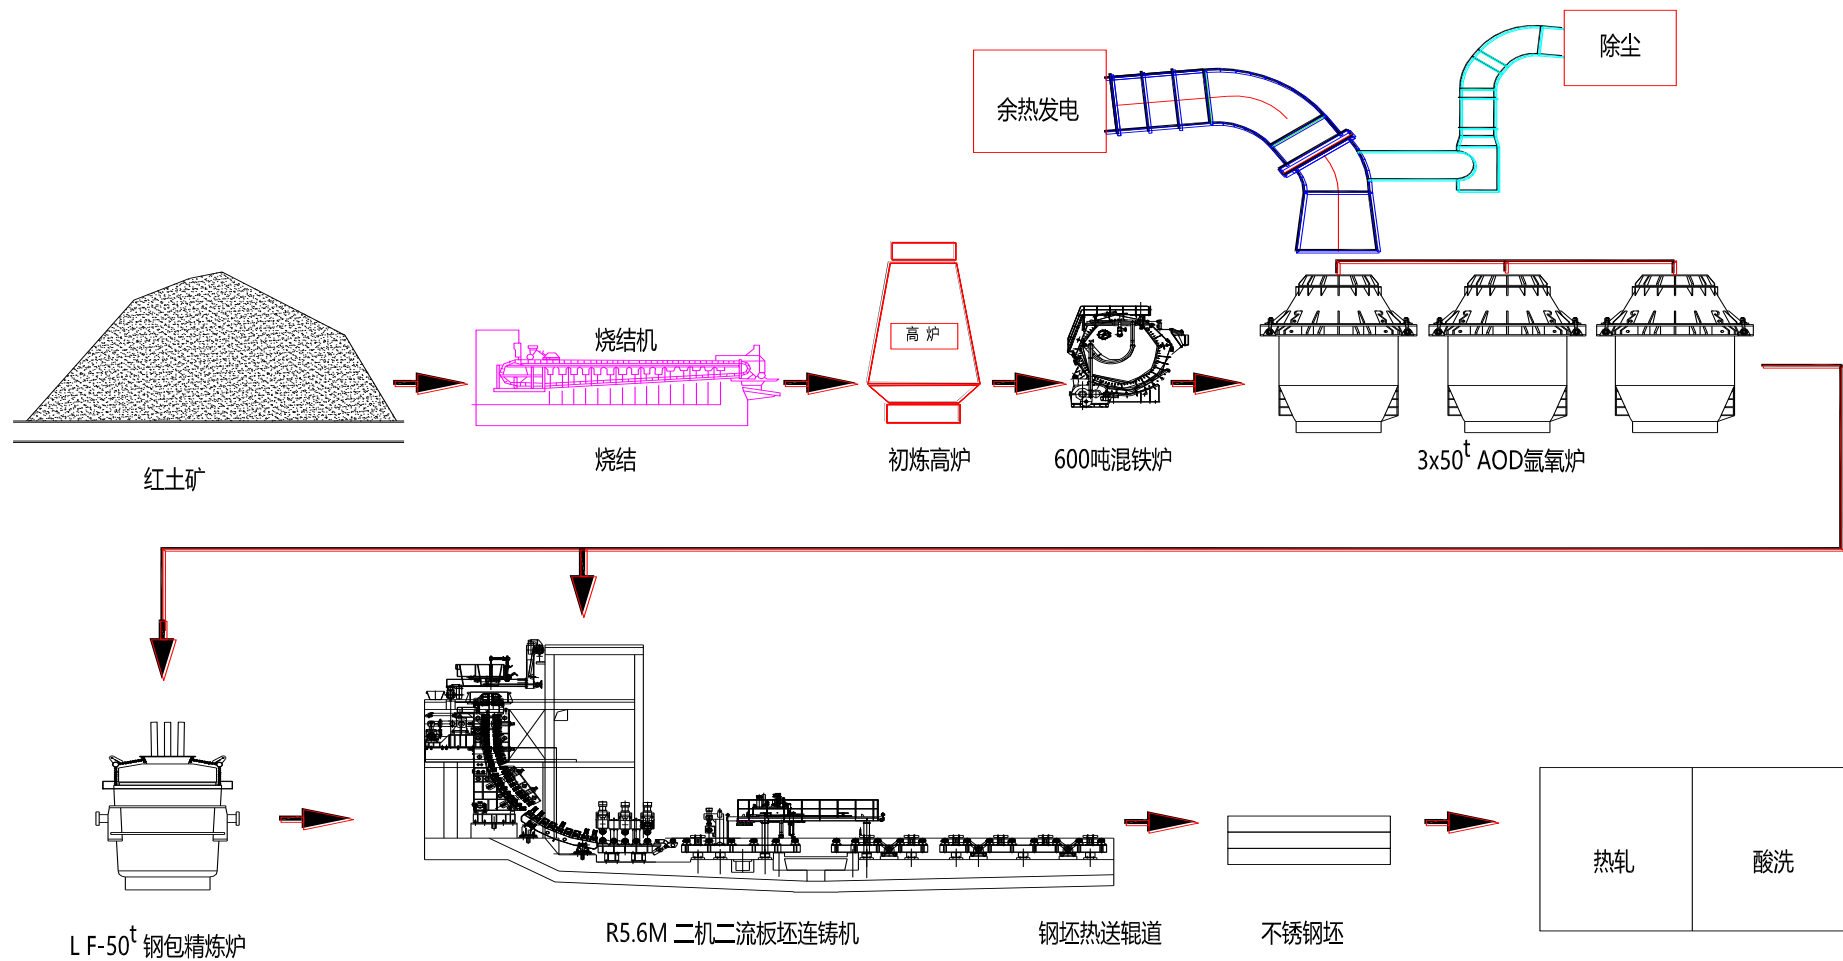 除尘
余热发电
烧结机
高 炉
红土矿
烧结
初炼高炉
600吨混铁炉
3x50t AOD氩氧炉
L F-50t 钢包精炼炉
R5.6M 二机二流板坯连铸机
钢坯热送辊道
不锈钢坯
热轧
酸洗